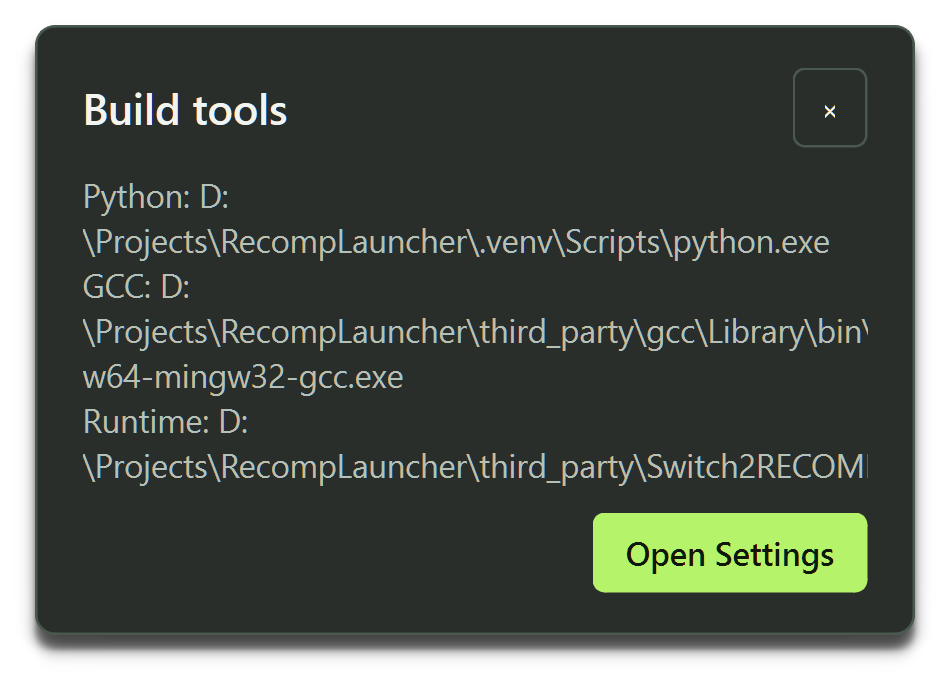 Build tools
×
Python: D:
\Projects\RecompLauncher\.venv\Scripts\python.exe
GCC: D:
\Projects\RecompLauncher\third_party\gcc\Library\bin\
w64-mingw32-gcc.exe
Runtime: D:
\Projects\RecompLauncher\third_party\Switch2RECOM
Open Settings